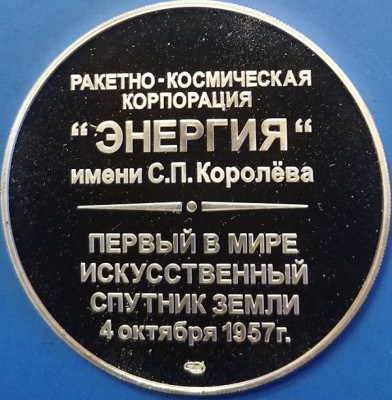 РАКЕТНО-КОСМИЧЕСКАЯ
КОРПОРАЦИЯ
"ЭНЕРГИЯ"
имени С.П. Королёва
ПЕРВЫЙ В МИРЕ
ИСКУССТВЕННЫЙ
СПУТНИК ЗЕМЛИ
4 октября 1957г.